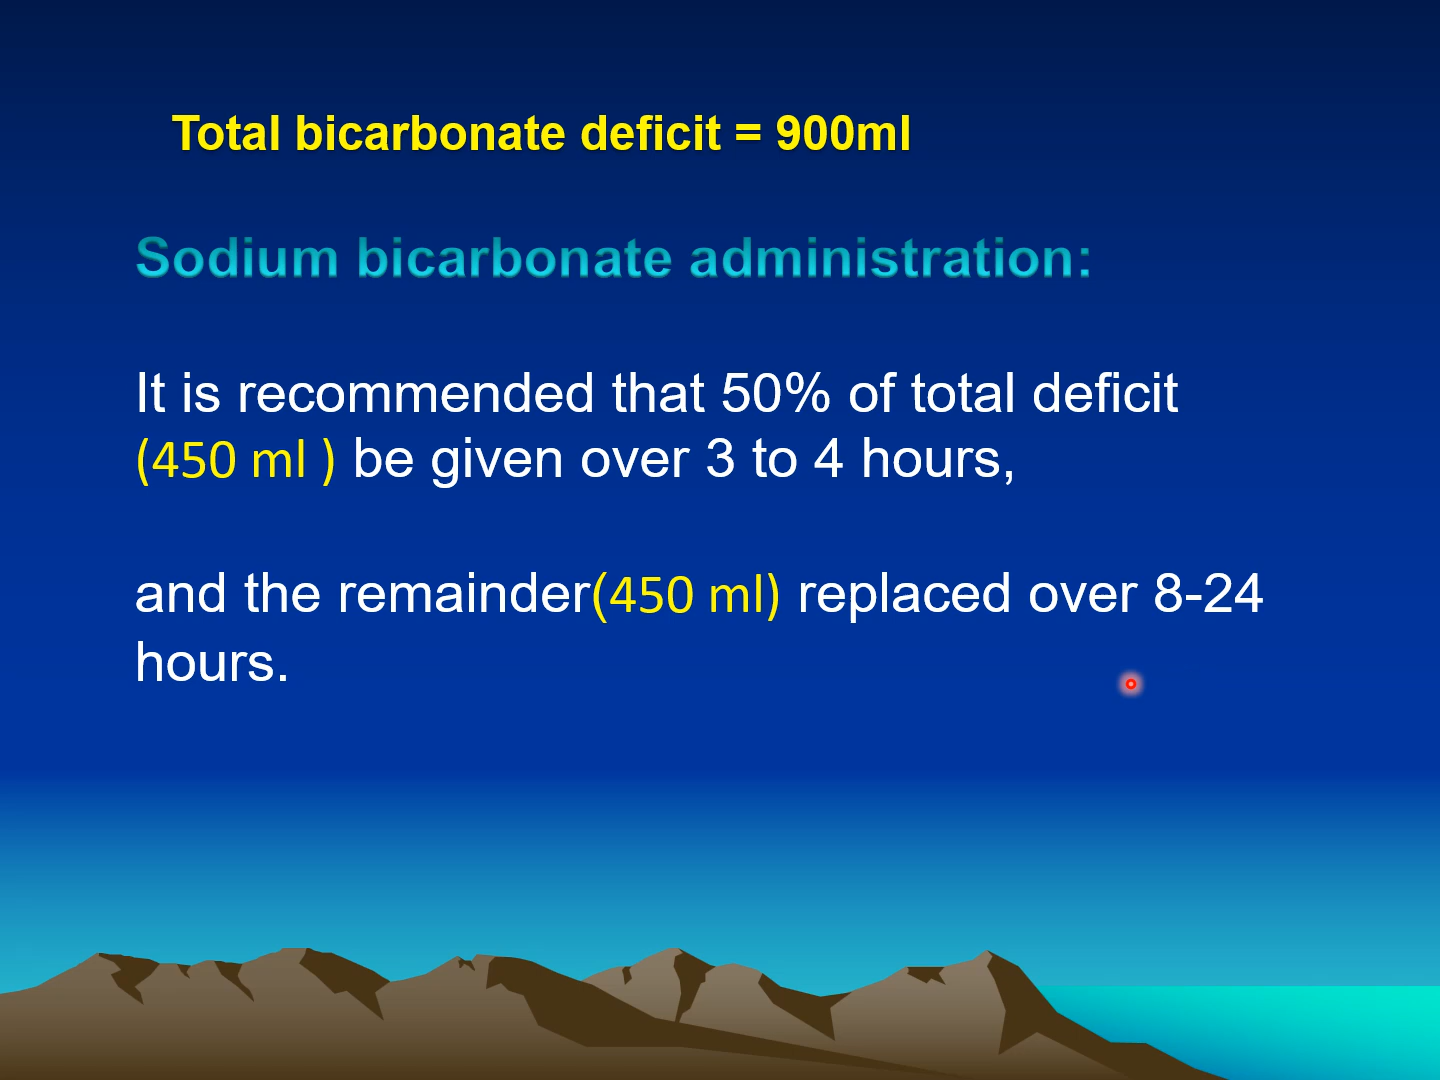 Total bicarbonate deficit = 900ml
Sodium bicarbonate administration:
It is recommended that 50% of total deficit
(450 ml ) be given over 3 to 4 hours,
and the remainder(450 ml) replaced over 8-24
hours.